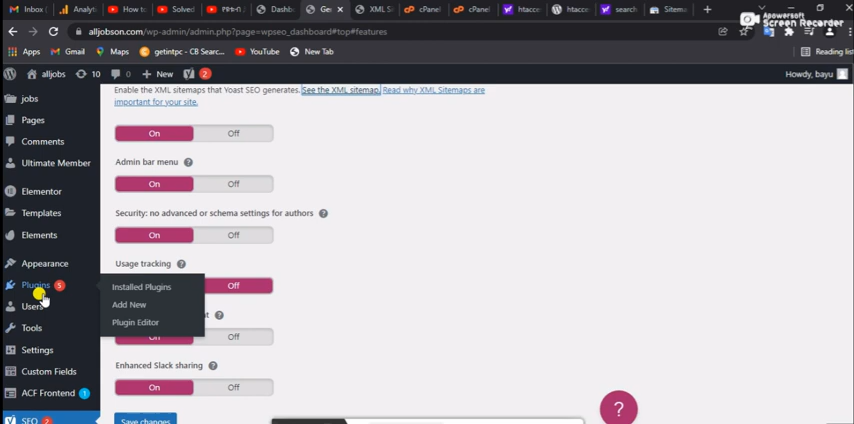 Inbox (
Analyti
How to
Solved
Dashb
Ge
XML S
cPanel
cPanel
htacce
htacce
search
Sitema
Apowersoft
Screen Recorder
alljobson.com/wp-admin/admin.php?page=wpseo_dashboard#top#features
Apps
Gmail
Maps
getintpc - CB Searc...
YouTube
New Tab
Reading list
alljobs
10
0
New
2
Howdy, bayu
jobs
Pages
Comments
Ultimate Member
Elementor
Templates
Elements
Appearance
Plugins 5
Users
Tools
Settings
Custom Fields
ACF Frontend 1
SEO 2
Installed Plugins
Add New
Plugin Editor
Enable the XML sitemaps that Yoast SEO generates. See the XML sitemap. Read why XML Sitemaps are
important for your site.
On Off
Admin bar menu ?
On Off
Security: no advanced or schema settings for authors ?
On Off
Usage tracking ?
Off
?
On Off
Enhanced Slack sharing ?
On Off
Save changes
?